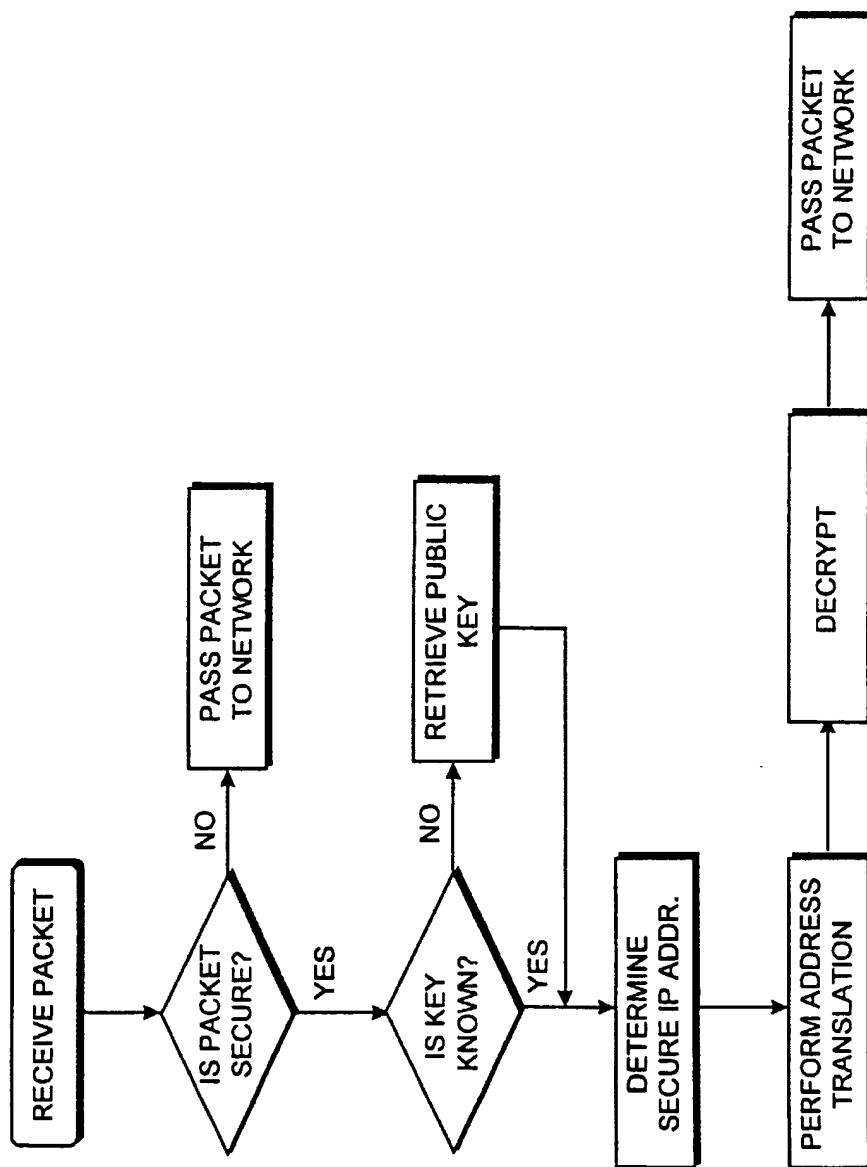 RECEIVE PACKET
IS PACKET
SECURE?
NO
PASS PACKET
TO NETWORK
YES
IS KEY
KNOWN?
NO
RETRIEVE PUBLIC
KEY
YES
DETERMINE
SECURE IP ADDR.
PERFORM ADDRESS
TRANSLATION
DECRYPT
PASS PACKET
TO NETWORK